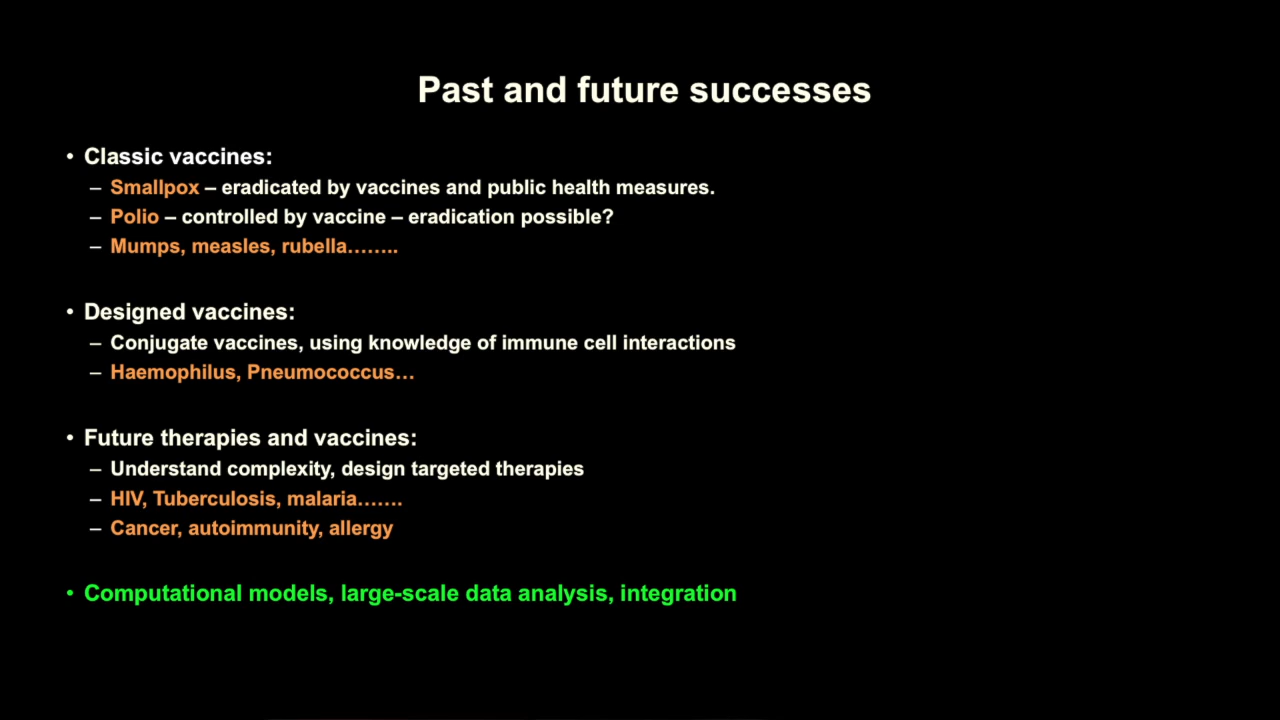 Past and future successes
• Classic vaccines:
– Smallpox – eradicated by vaccines and public health measures.
– Polio – controlled by vaccine – eradication possible?
– Mumps, measles, rubella……..
• Designed vaccines:
– Conjugate vaccines, using knowledge of immune cell interactions
– Haemophilus, Pneumococcus…
• Future therapies and vaccines:
– Understand complexity, design targeted therapies
– HIV, Tuberculosis, malaria…….
– Cancer, autoimmunity, allergy
• Computational models, large-scale data analysis, integration